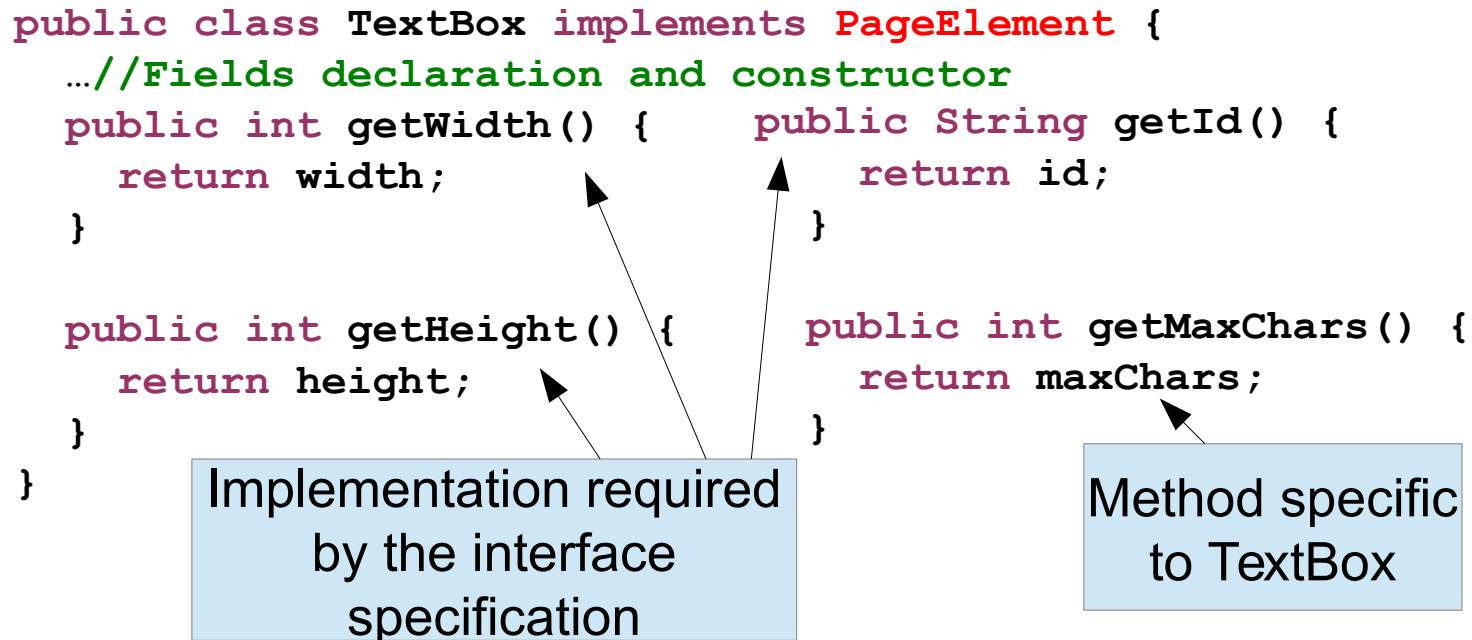 public class TextBox implements PageElement {
…//Fields declaration and constructor
public int getWidth() {
return width;
}
public int getHeight() {
return height;
}
}
public String getId() {
return id;
}
public int getMaxChars() {
return maxChars;
}
Implementation required
by the interface
specification
Method specific
to TextBox